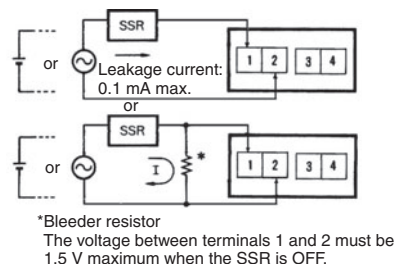 SSR
or
Leakage current:
0.1 mA max.
1 2 3 4
or
SSR
or
I
*
1 2 3 4
*Bleeder resistor
The voltage between terminals 1 and 2 must be
1.5 V maximum when the SSR is OFF.